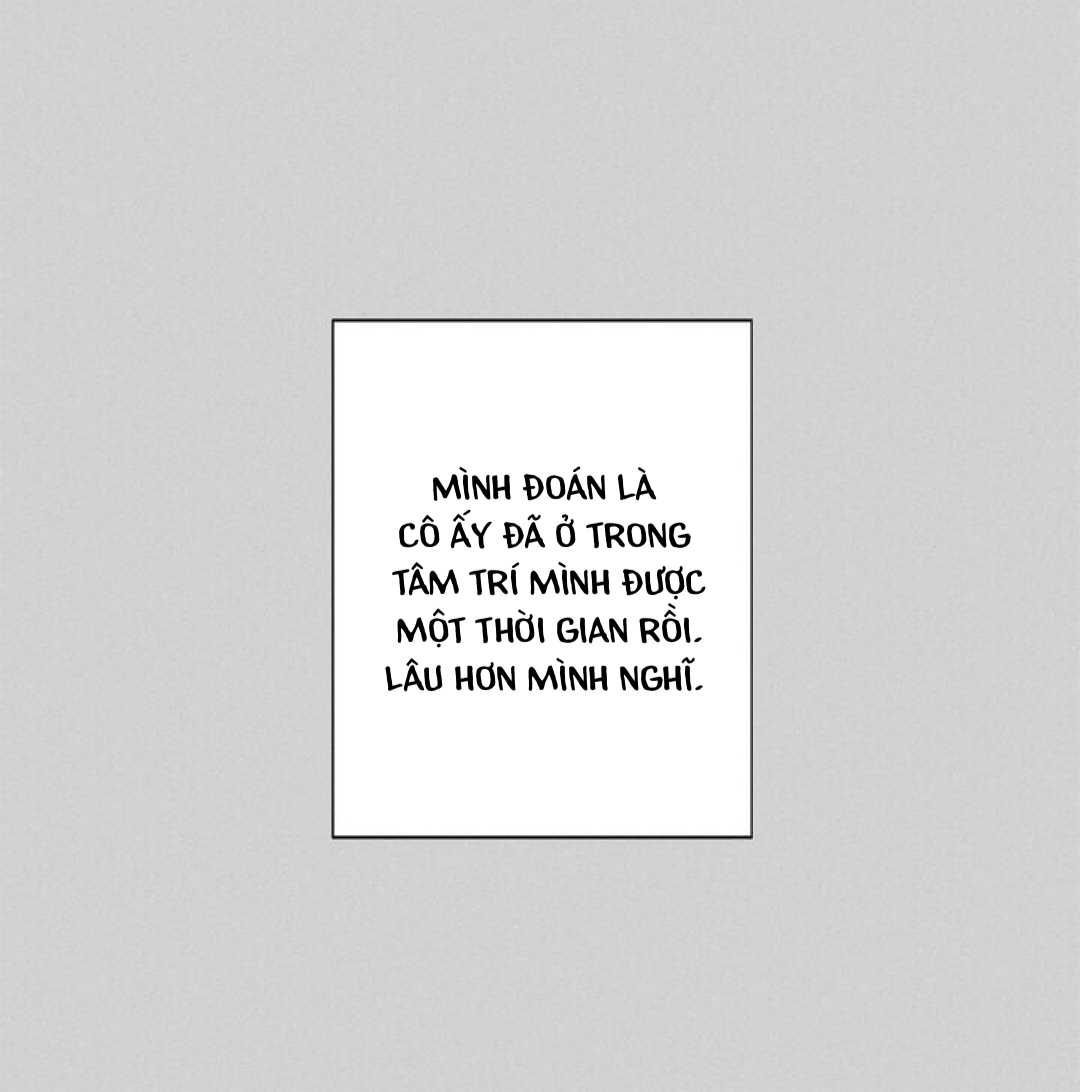 MÌNH ĐOÁN LÀ
CÔ ẤY ĐÃ Ở TRONG
TÂM TRÍ MÌNH ĐƯỢC
MỘT THỜI GIAN RỒI.
LÂU HƠN MÌNH NGHĨ.